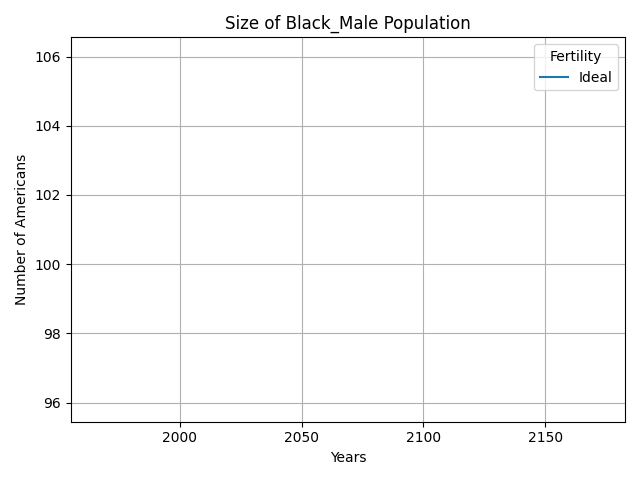 Size of Black_Male Population
Fertility
Ideal
Number of Americans
106
104
102
100
98
96
2000 2050 2100 2150
Years